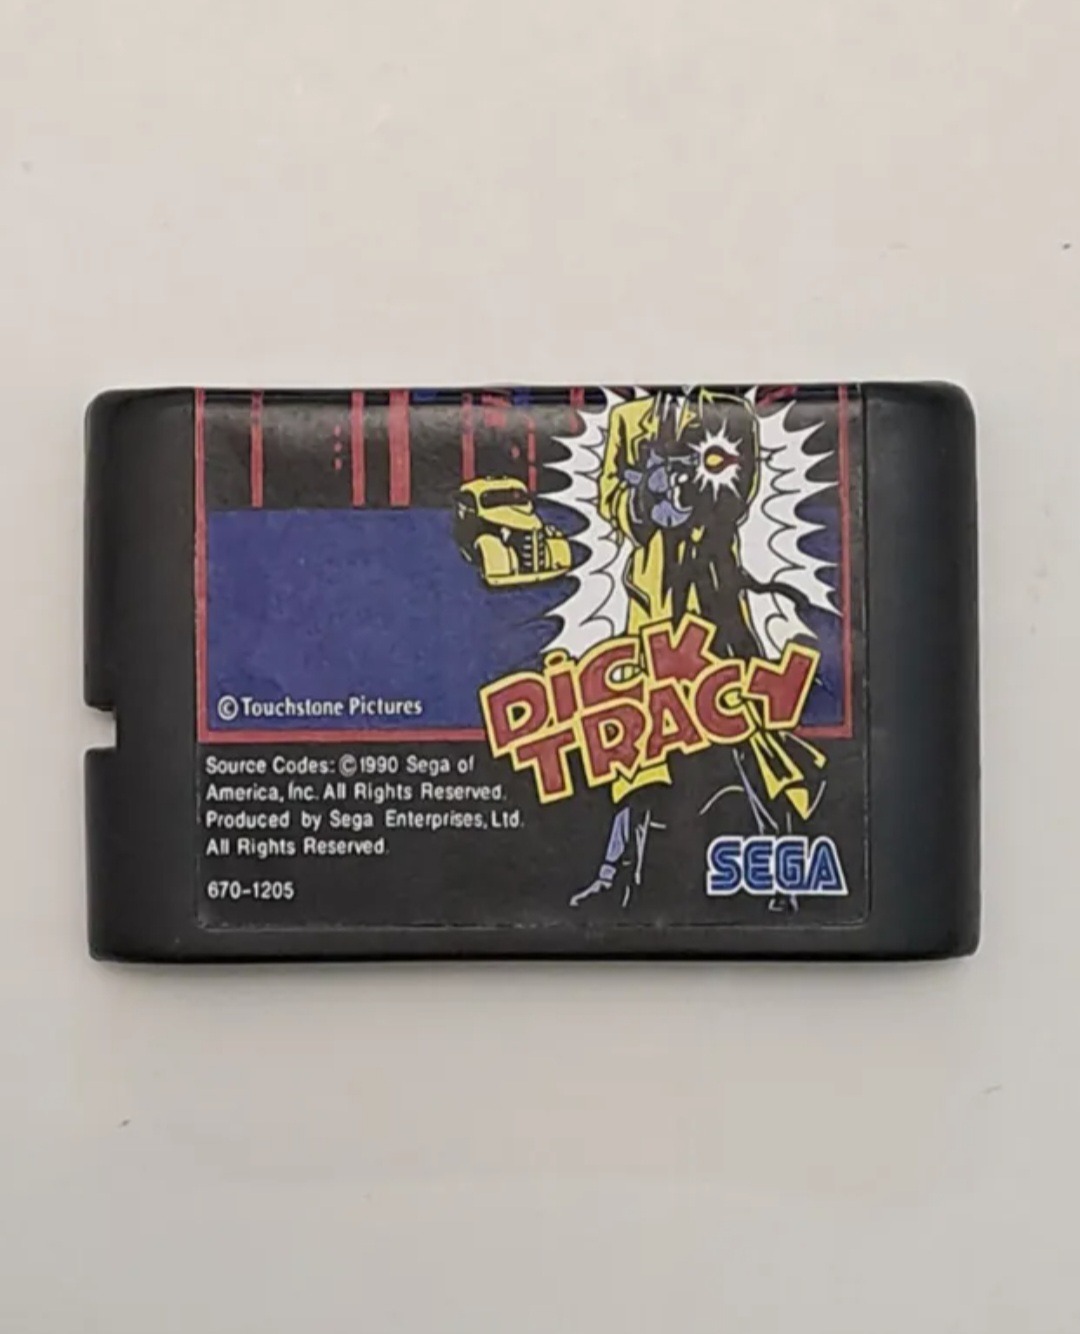 © Touchstone Pictures
DICK
TRACY
Source Codes: © 1990 Sega of
America, Inc. All Rights Reserved.
Produced by Sega Enterprises, Ltd.
All Rights Reserved.
670-1205
SEGA